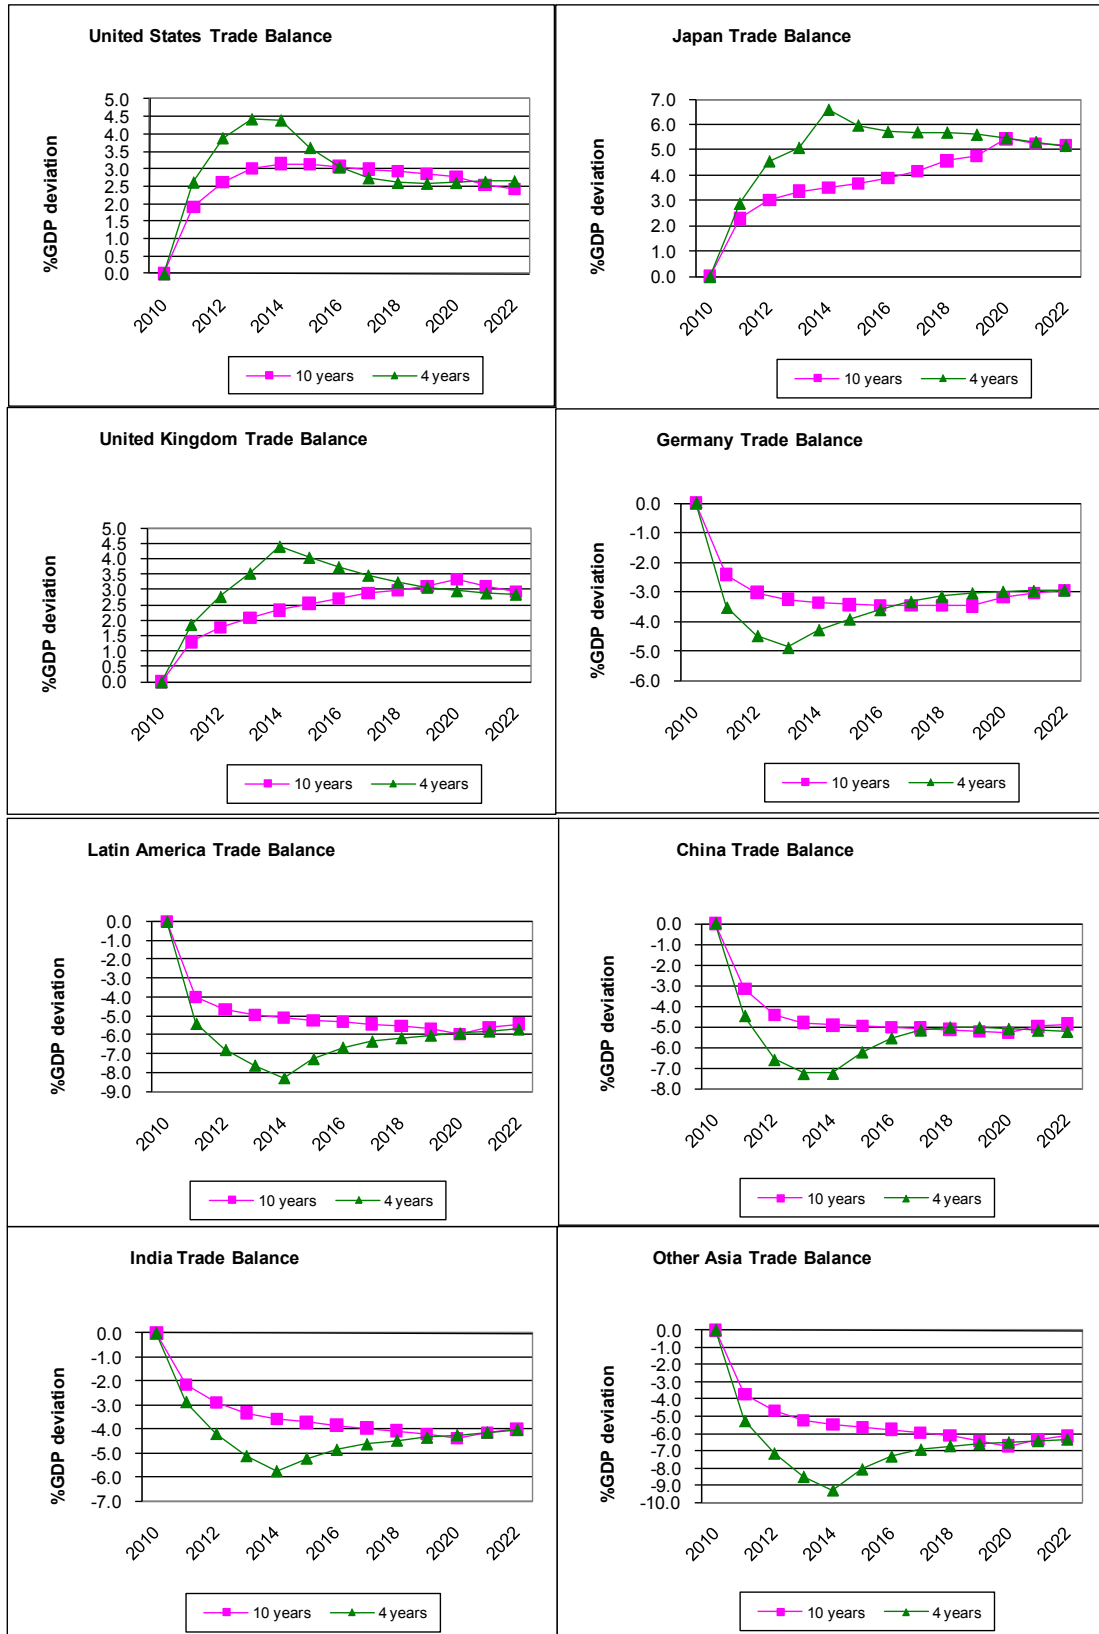 United States Trade Balance
%GDP deviation
5.0
4.5
4.0
3.5
3.0
2.5
2.0
1.5
1.0
0.5
0.0
2010 2012 2014 2016 2018 2020 2022
10 years 4 years
Japan Trade Balance
%GDP deviation
7.0
6.0
5.0
4.0
3.0
2.0
1.0
0.0
2010 2012 2014 2016 2018 2020 2022
10 years 4 years
United Kingdom Trade Balance
%GDP deviation
5.0
4.5
4.0
3.5
3.0
2.5
2.0
1.5
1.0
0.5
0.0
2010 2012 2014 2016 2018 2020 2022
10 years 4 years
Germany Trade Balance
%GDP deviation
0.0
-1.0
-2.0
-3.0
-4.0
-5.0
-6.0
2010 2012 2014 2016 2018 2020 2022
10 years 4 years
Latin America Trade Balance
%GDP deviation
0.0
-1.0
-2.0
-3.0
-4.0
-5.0
-6.0
-7.0
-8.0
-9.0
2010 2012 2014 2016 2018 2020 2022
10 years 4 years
China Trade Balance
%GDP deviation
0.0
-1.0
-2.0
-3.0
-4.0
-5.0
-6.0
-7.0
-8.0
2010 2012 2014 2016 2018 2020 2022
10 years 4 years
India Trade Balance
%GDP deviation
0.0
-1.0
-2.0
-3.0
-4.0
-5.0
-6.0
-7.0
2010 2012 2014 2016 2018 2020 2022
10 years 4 years
Other Asia Trade Balance
%GDP deviation
0.0
-1.0
-2.0
-3.0
-4.0
-5.0
-6.0
-7.0
-8.0
-9.0
-10.0
2010 2012 2014 2016 2018 2020 2022
10 years 4 years